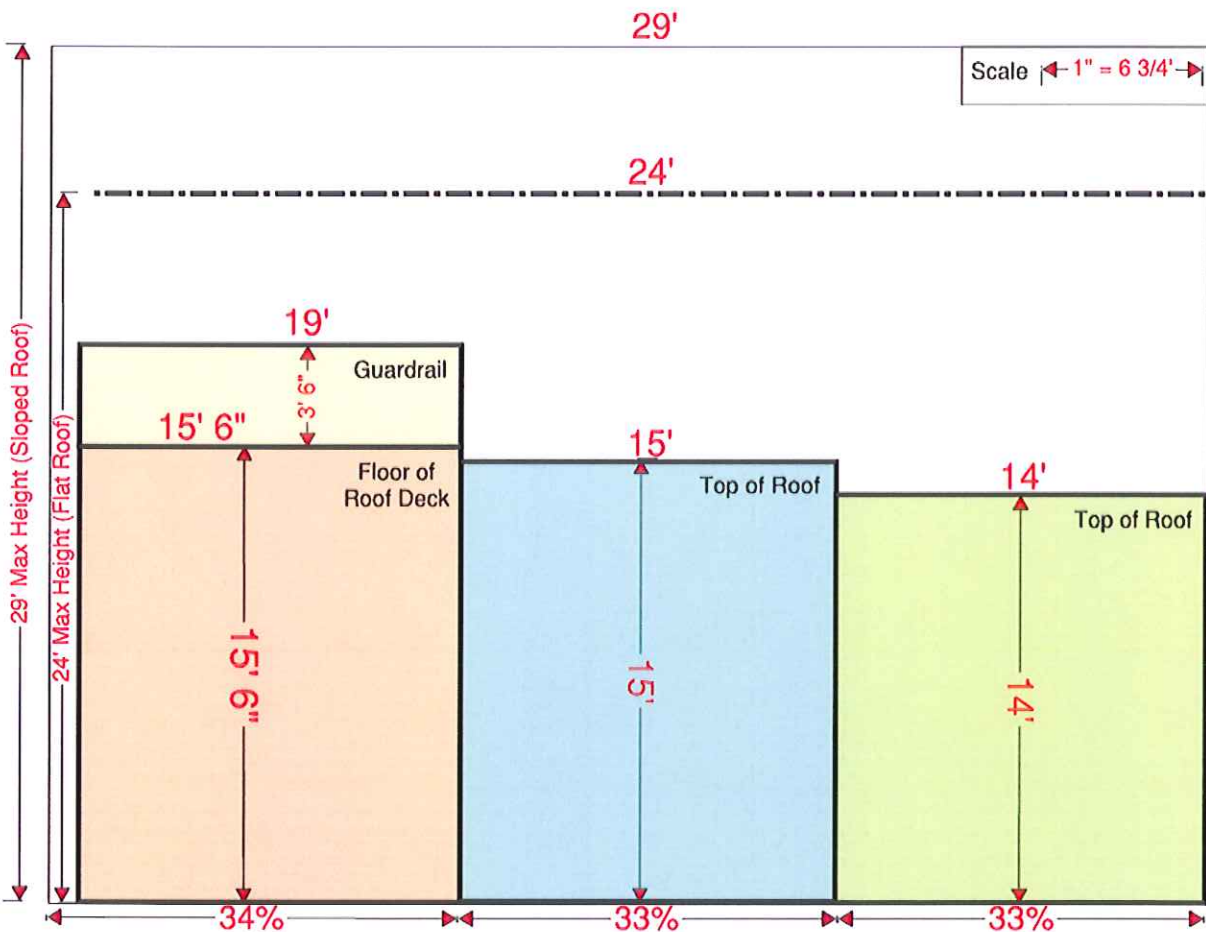 29'
Scale 1" = 6 3/4'
24'
29' Max Height (Sloped Roof)
24' Max Height (Flat Roof)
19'
Guardrail
3' 6"
15' 6"
Floor of
Roof Deck
15' 6"
15'
Top of Roof
15'
14'
Top of Roof
14'
34%
33%
33%